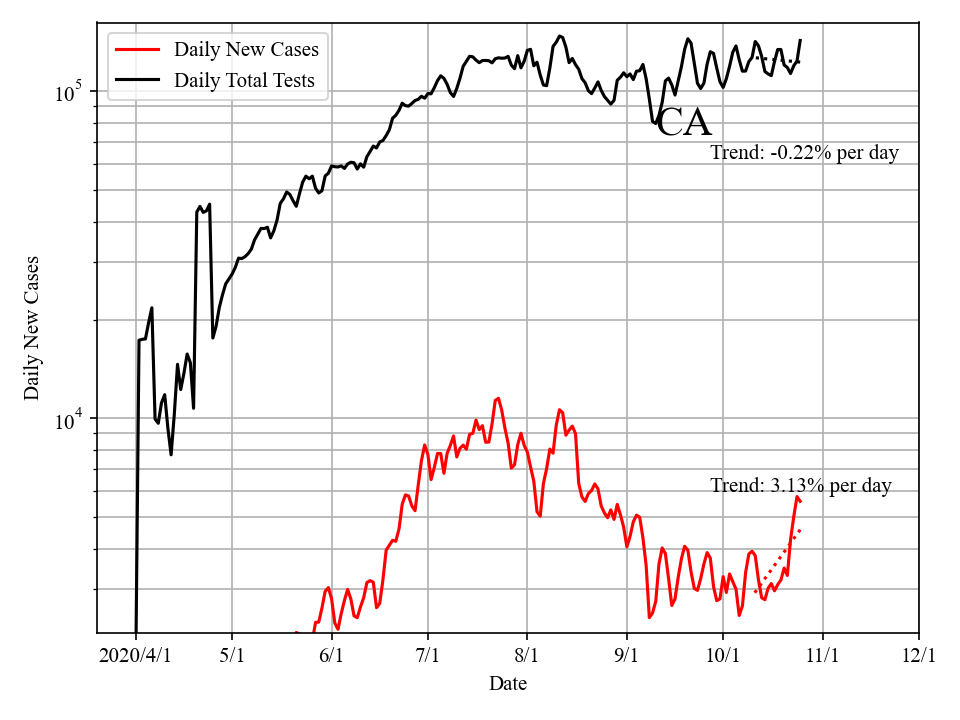 Daily New Cases
Daily Total Tests
10^5
CA
Trend: -0.22% per day
Daily New Cases
10^4
Trend: 3.13% per day
2020/4/1 5/1 6/1 7/1 8/1 9/1 10/1 11/1 12/1
Date